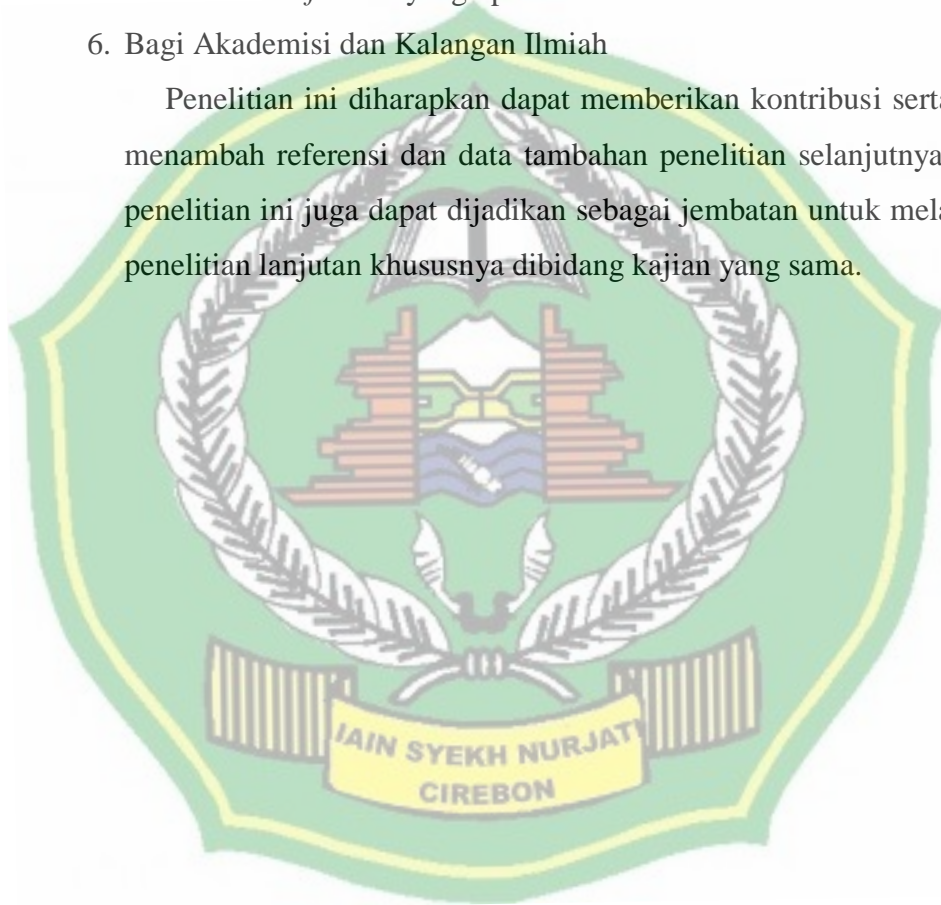 6. Bagi Akademisi dan Kalangan Ilmiah
Penelitian ini diharapkan dapat memberikan kontribusi serta
menambah referensi dan data tambahan penelitian selanjutnya
penelitian ini juga dapat dijadikan sebagai jembatan untuk mela
penelitian lanjutan khususnya dibidang kajian yang sama.
IAIN SYEKH NURJATI
CIREBON